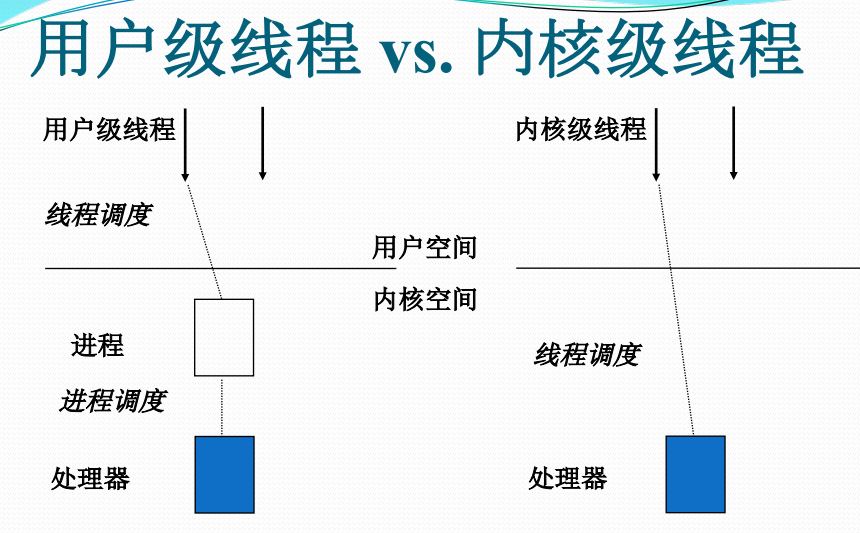 用户级线程 vs. 内核级线程
用户级线程
内核级线程
线程调度
用户空间
内核空间
进程
线程调度
进程调度
处理器
处理器